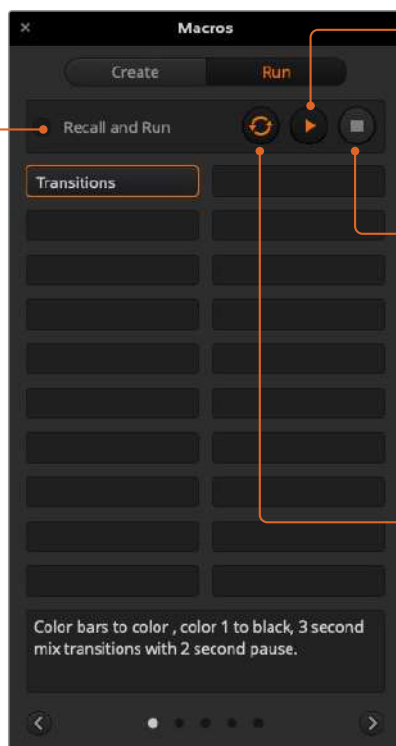 Macros
Create Run
Recall and Run
Transitions
Color bars to color , color 1 to black, 3 second
mix transitions with 2 second pause.